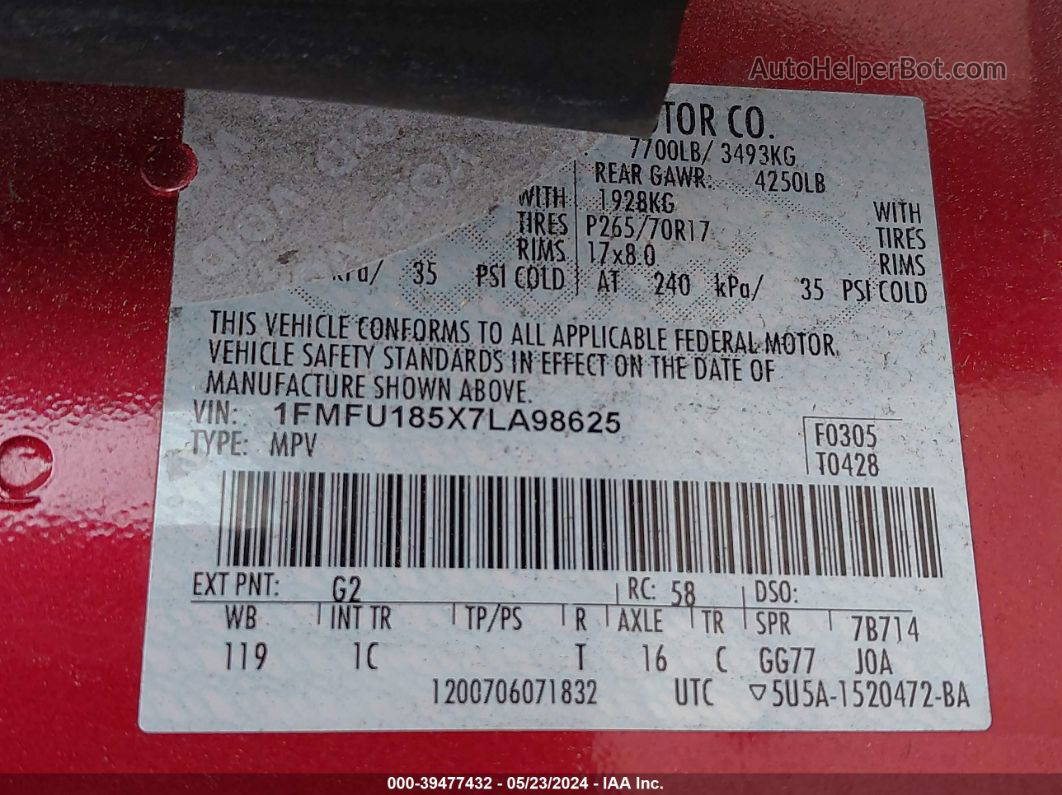 AutoHelperBot.com
OTOR CO.
7700LB/ 3493KG
REAR GAWR: 4250LB
WITH 1928KG WITH
TIRES P265/70R17 TIRES
RIMS 17x8.0 RIMS
kPa/ 35 PSI COLD AT 240 kPa/ 35 PSI COLD
THIS VEHICLE CONFORMS TO ALL APPLICABLE FEDERAL MOTOR
VEHICLE SAFETY STANDARDS IN EFFECT ON THE DATE OF
MANUFACTURE SHOWN ABOVE.
VIN: 1FMFU185X7LA98625
TYPE: MPV
F0305
T0428
EXT PNT: G2 RC: 58 DSO:
WB INT TR TP/PS R AXLE TR SPR 7B714
119 1C T 16 C GG77 JOA
1200706071832 UTC ▽5U5A-1520472-BA
000-39477432 - 05/23/2024 - IAA Inc.